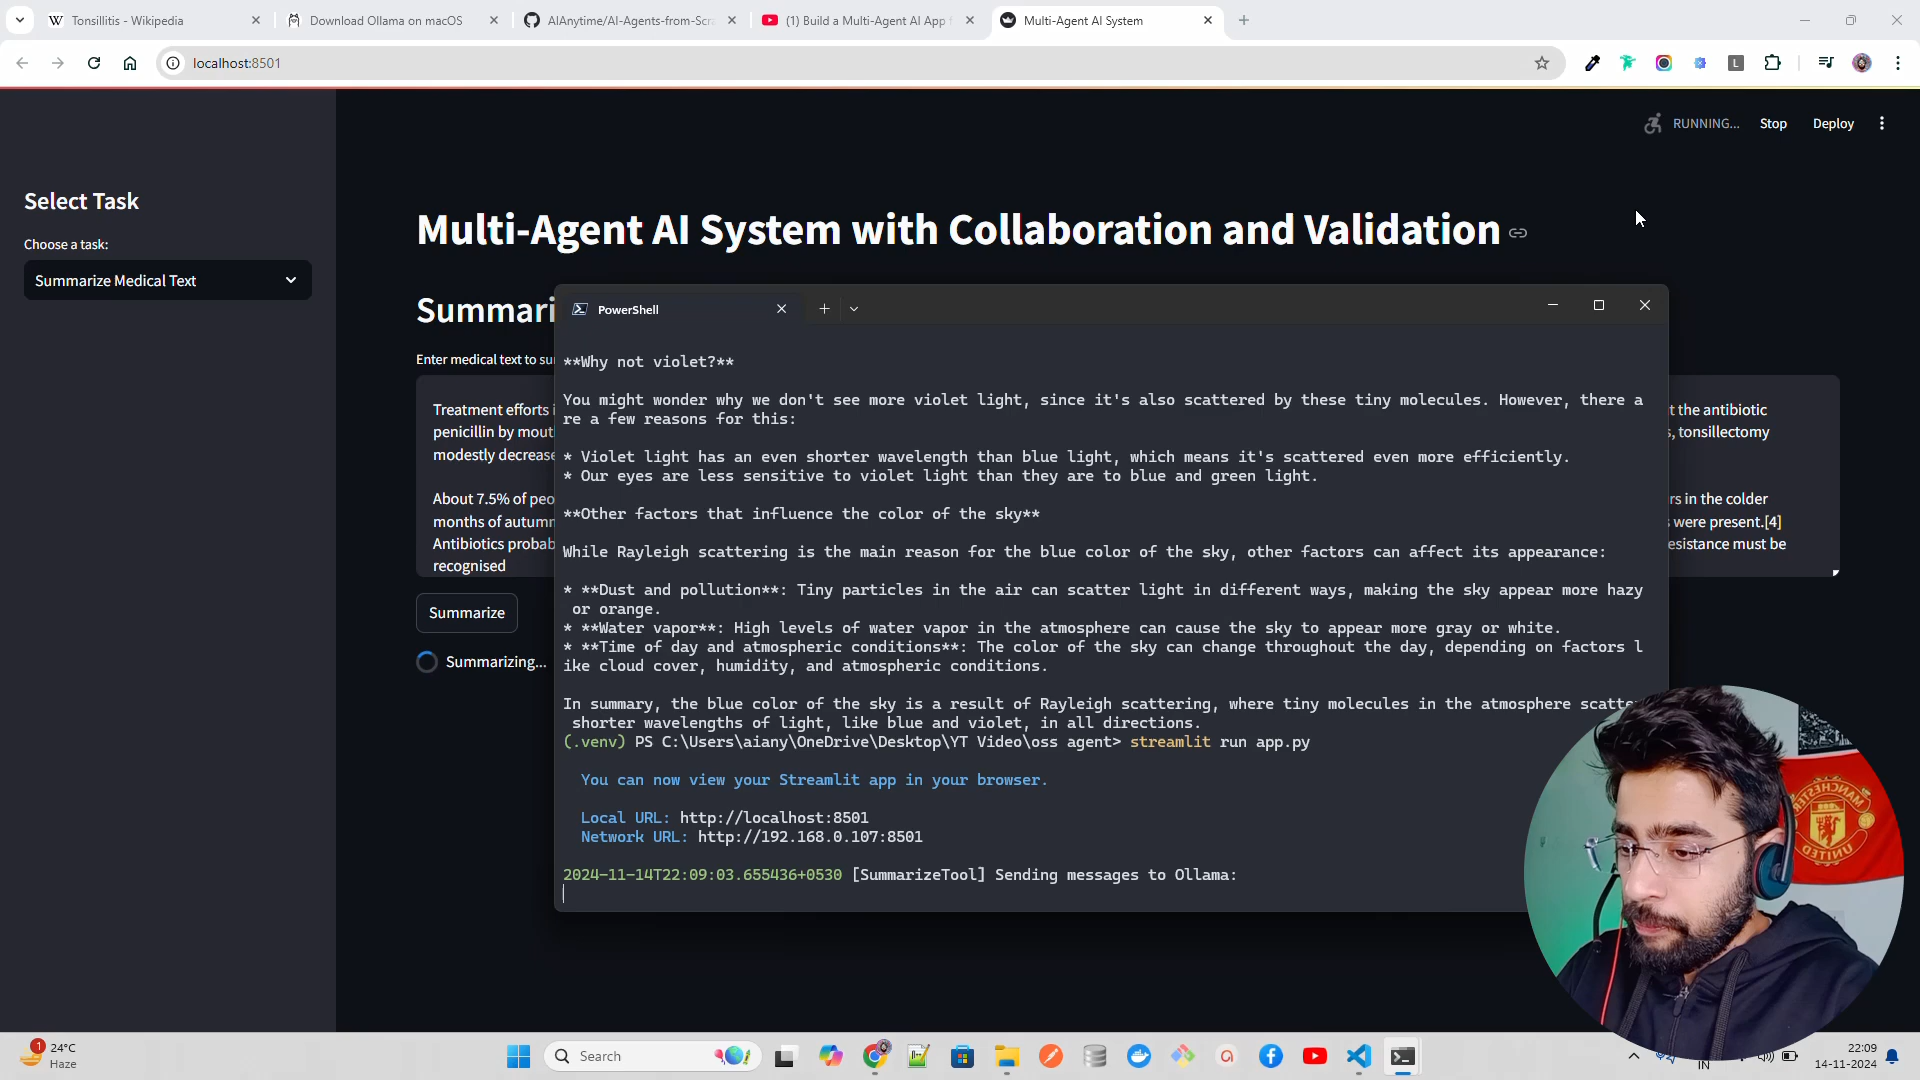 Tonsillitis - Wikipedia
Download Ollama on macOS
AIAnytime/AI-Agents-from-Scra
(1) Build a Multi-Agent AI App f
Multi-Agent AI System
localhost:8501
L
RUNNING...
Stop
Deploy
Select Task
Choose a task:
Summarize Medical Text
Multi-Agent AI System with Collaboration and Validation
Summari
Enter medical text to su
Treatment efforts i
penicillin by mout
modestly decrease
About 7.5% of peo
months of autumn
Antibiotics probab
recognised
t the antibiotic
s, tonsillectomy
rs in the colder
s were present.[4]
esistance must be
Summarize
Summarizing...
PowerShell
**Why not violet?**
You might wonder why we don't see more violet light, since it's also scattered by these tiny molecules. However, there a
re a few reasons for this:
* Violet light has an even shorter wavelength than blue light, which means it's scattered even more efficiently.
* Our eyes are less sensitive to violet light than they are to blue and green light.
**Other factors that influence the color of the sky**
While Rayleigh scattering is the main reason for the blue color of the sky, other factors can affect its appearance:
* **Dust and pollution**: Tiny particles in the air can scatter light in different ways, making the sky appear more hazy
or orange.
* **Water vapor**: High levels of water vapor in the atmosphere can cause the sky to appear more gray or white.
* **Time of day and atmospheric conditions**: The color of the sky can change throughout the day, depending on factors l
ike cloud cover, humidity, and atmospheric conditions.
In summary, the blue color of the sky is a result of Rayleigh scattering, where tiny molecules in the atmosphere scatter
shorter wavelengths of light, like blue and violet, in all directions.
(.venv) PS C:\Users\aiany\OneDrive\Desktop\YT Video\oss agent> streamlit run app.py
You can now view your Streamlit app in your browser.
Local URL: http://localhost:8501
Network URL: http://192.168.0.107:8501
2024-11-14T22:09:03.655436+0530 [SummarizeTool] Sending messages to Ollama:
MANCHESTER
UNITED
1
24°C
Haze
Search
IN
22:09
14-11-2024